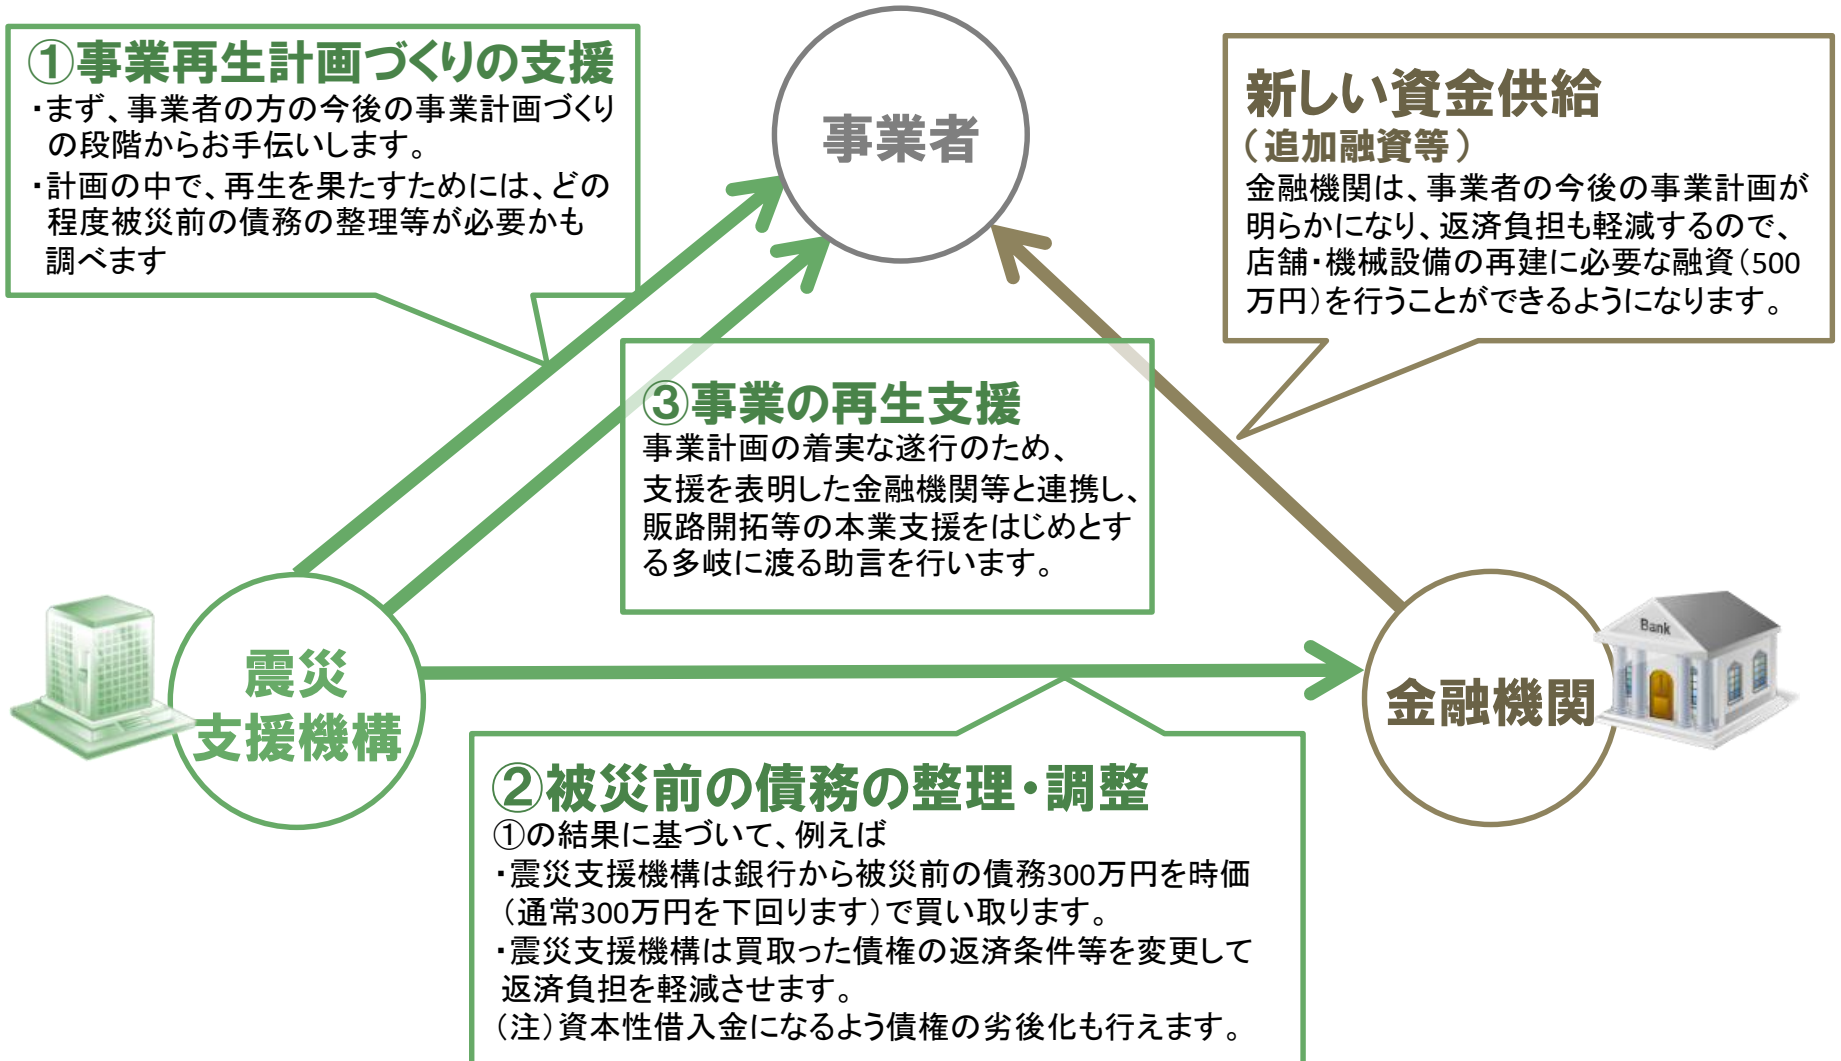 ①事業再生計画づくりの支援
・まず、事業者の方の今後の事業計画づくり
の段階からお手伝いします。
・計画の中で、再生を果たすためには、どの
程度被災前の債務の整理等が必要かも
調べます
事業者
新しい資金供給
（追加融資等）
金融機関は、事業者の今後の事業計画が
明らかになり、返済負担も軽減するので、
店舗・機械設備の再建に必要な融資（500
万円）を行うことができるようになります。
③事業の再生支援
事業計画の着実な遂行のため、
支援を表明した金融機関等と連携し、
販路開拓等の本業支援をはじめとす
る多岐に渡る助言を行います。
震災
支援機構
金融機関
Bank
②被災前の債務の整理・調整
①の結果に基づいて、例えば
・震災支援機構は銀行から被災前の債務300万円を時価
（通常300万円を下回ります）で買い取ります。
・震災支援機構は買取った債権の返済条件等を変更して
返済負担を軽減させます。
（注）資本性借入金になるよう債権の劣後化も行えます。